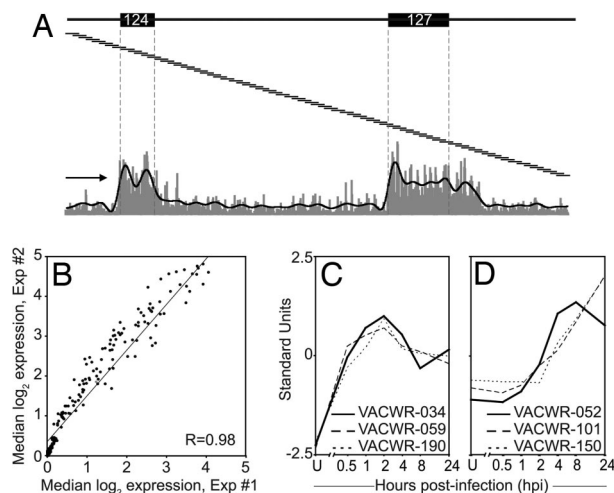 A
124
127
B
Median log2 expression, Exp #2
5
4
3
2
1
0
0 1 2 3 4 5
Median log2 expression, Exp #1
R=0.98
C
Standard Units
2.5
0
-2.5
VACWR-034
VACWR-059
VACWR-190
U 0.5 1 2 4 8 24
D
VACWR-052
VACWR-101
VACWR-150
U 0.5 1 2 4 8 24
Hours post-infection (hpi)